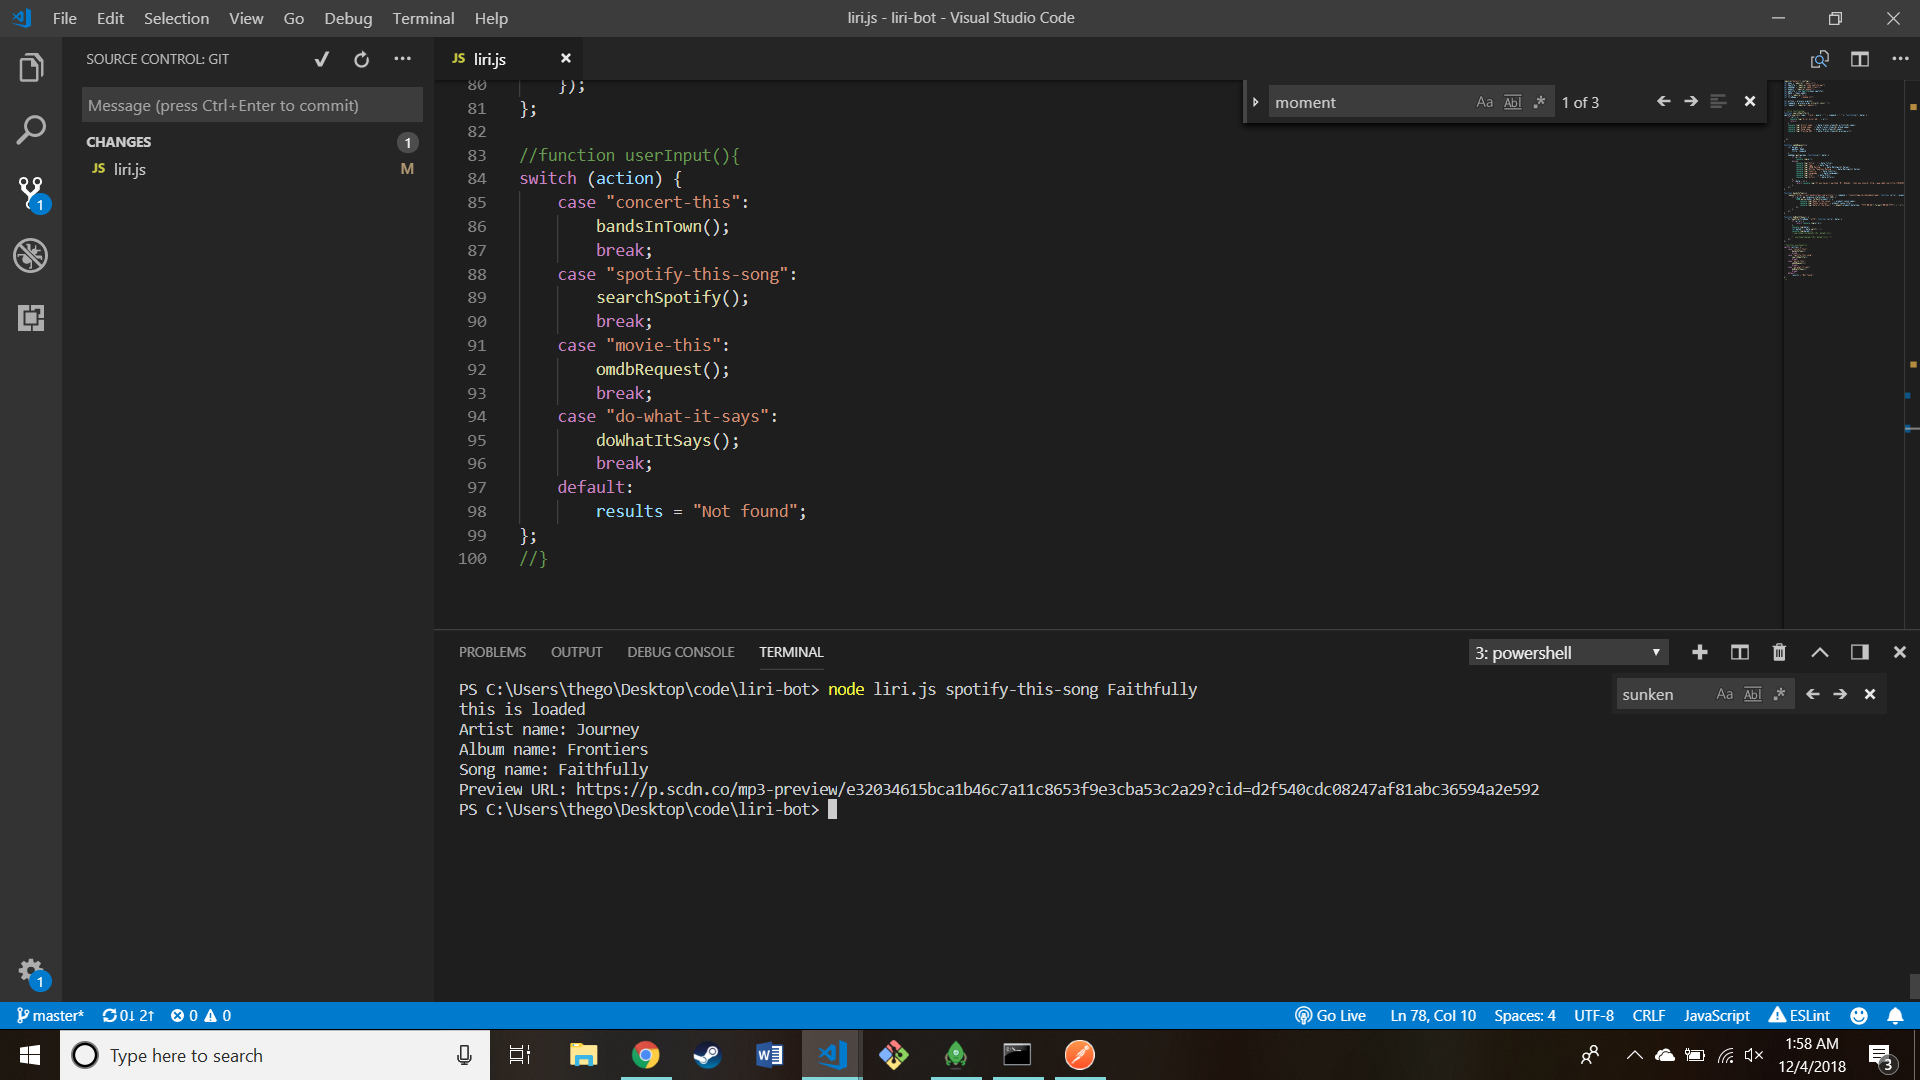 File Edit Selection View Go Debug Terminal Help
liri.js - liri-bot - Visual Studio Code
SOURCE CONTROL: GIT
Message (press Ctrl+Enter to commit)
CHANGES 1
JS liri.js M
1
1
JS liri.js
moment Aa Abl .* 1 of 3
80 });
81 };
82
83 //function userInput(){
84 switch (action) {
85 case "concert-this":
86 bandsInTown();
87 break;
88 case "spotify-this-song":
89 searchSpotify();
90 break;
91 case "movie-this":
92 omdbRequest();
93 break;
94 case "do-what-it-says":
95 doWhatItSays();
96 break;
97 default:
98 results = "Not found";
99 };
100 //}
PROBLEMS OUTPUT DEBUG CONSOLE TERMINAL
3: powershell
sunken Aa Abl .*
PS C:\Users\thego\Desktop\code\liri-bot> node liri.js spotify-this-song Faithfully
this is loaded
Artist name: Journey
Album name: Frontiers
Song name: Faithfully
Preview URL: https://p.scdn.co/mp3-preview/e32034615bca1b46c7a11c8653f9e3cba53c2a29?cid=d2f540cdc08247af81abc36594a2e592
PS C:\Users\thego\Desktop\code\liri-bot>
master* 0↓ 2↑ 0 0
Go Live Ln 78, Col 10 Spaces: 4 UTF-8 CRLF JavaScript ESLint
Type here to search
1:58 AM
12/4/2018
3